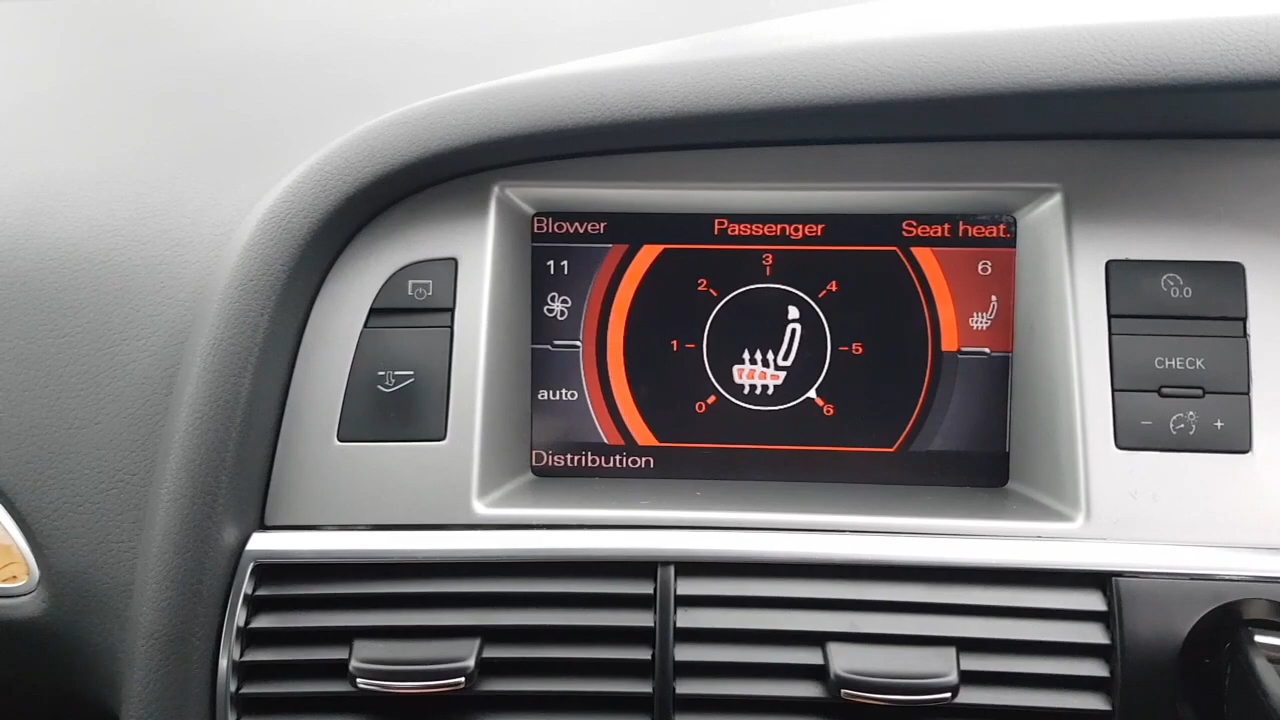 Blower
Passenger
Seat heat.
11
auto
0
1
2
3
4
5
6
6
Distribution
0.0
CHECK
- +